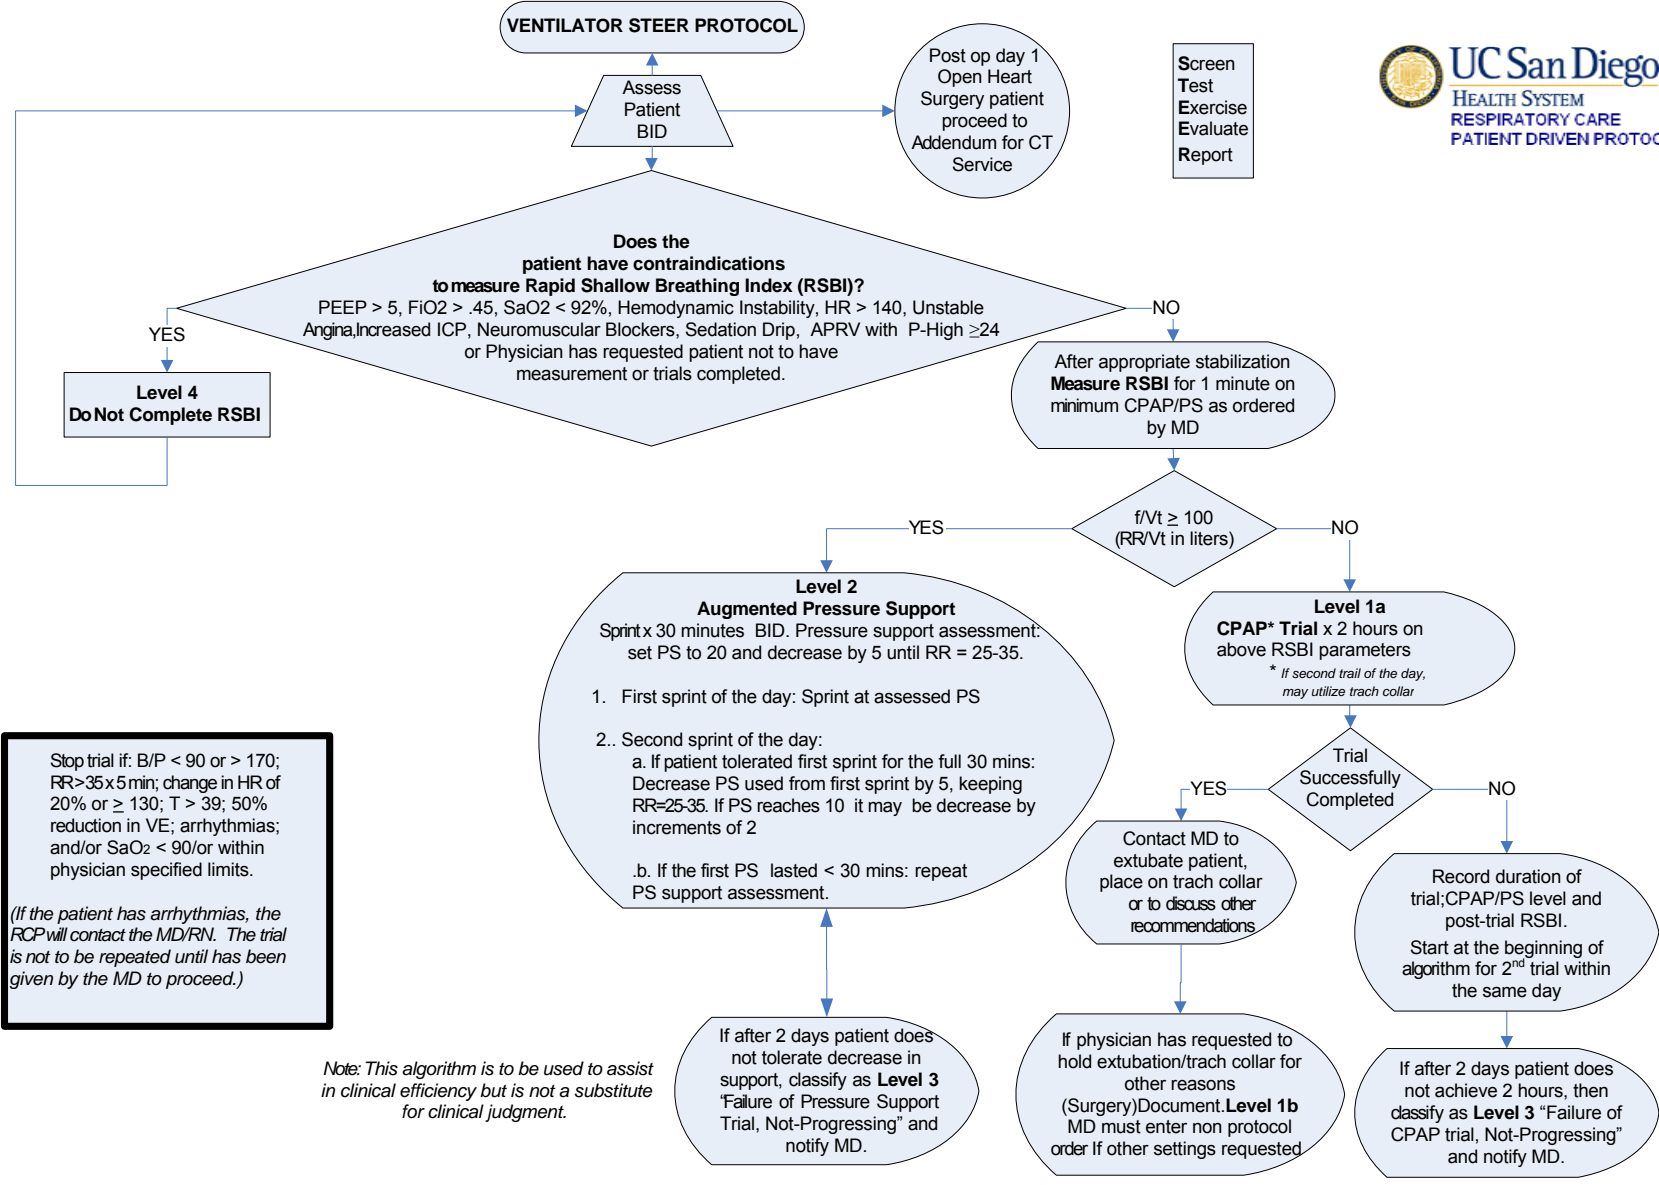 VENTILATOR STEER PROTOCOL
Assess
Patient
BID
Post op day 1
Open Heart
Surgery patient
proceed to
Addendum for CT
Service
Screen
Test
Exercise
Evaluate
Report
UC San Diego
HEALTH SYSTEM
RESPIRATORY CARE
PATIENT DRIVEN PROTOC
Does the
patient have contraindications
to measure Rapid Shallow Breathing Index (RSBI)?
PEEP > 5, FiO2 > .45, SaO2 < 92%, Hemodynamic Instability, HR > 140, Unstable
Angina,Increased ICP, Neuromuscular Blockers, Sedation Drip, APRV with P-High ≥24
or Physician has requested patient not to have
measurement or trials completed.
YES
NO
Level 4
Do Not Complete RSBI
After appropriate stabilization
Measure RSBI for 1 minute on
minimum CPAP/PS as ordered
by MD
f/Vt ≥ 100
(RR/Vt in liters)
YES
NO
Level 2
Augmented Pressure Support
Sprint x 30 minutes BID. Pressure support assessment:
set PS to 20 and decrease by 5 until RR = 25-35.
1. First sprint of the day: Sprint at assessed PS
2.. Second sprint of the day:
a. If patient tolerated first sprint for the full 30 mins:
Decrease PS used from first sprint by 5, keeping
RR=25-35. If PS reaches 10 it may be decrease by
increments of 2
.b. If the first PS lasted < 30 mins: repeat
PS support assessment.
Level 1a
CPAP* Trial x 2 hours on
above RSBI parameters
* If second trail of the day,
may utilize trach collar
Trial
Successfully
Completed
YES
NO
Stop trial if: B/P < 90 or > 170;
RR>35 x 5 min; change in HR of
20% or ≥ 130; T > 39; 50%
reduction in VE; arrhythmias;
and/or SaO2 < 90/or within
physician specified limits.
(If the patient has arrhythmias, the
RCP will contact the MD/RN. The trial
is not to be repeated until has been
given by the MD to proceed.)
Contact MD to
extubate patient,
place on trach collar
or to discuss other
recommendations
Record duration of
trial;CPAP/PS level and
post-trial RSBI.
Start at the beginning of
algorithm for 2nd trial within
the same day
Note: This algorithm is to be used to assist
in clinical efficiency but is not a substitute
for clinical judgment.
If after 2 days patient does
not tolerate decrease in
support, classify as Level 3
“Failure of Pressure Support
Trial, Not-Progressing” and
notify MD.
If physician has requested to
hold extubation/trach collar for
other reasons
(Surgery)Document.Level 1b
MD must enter non protocol
order If other settings requested
If after 2 days patient does
not achieve 2 hours, then
classify as Level 3 “Failure of
CPAP trial, Not-Progressing”
and notify MD.